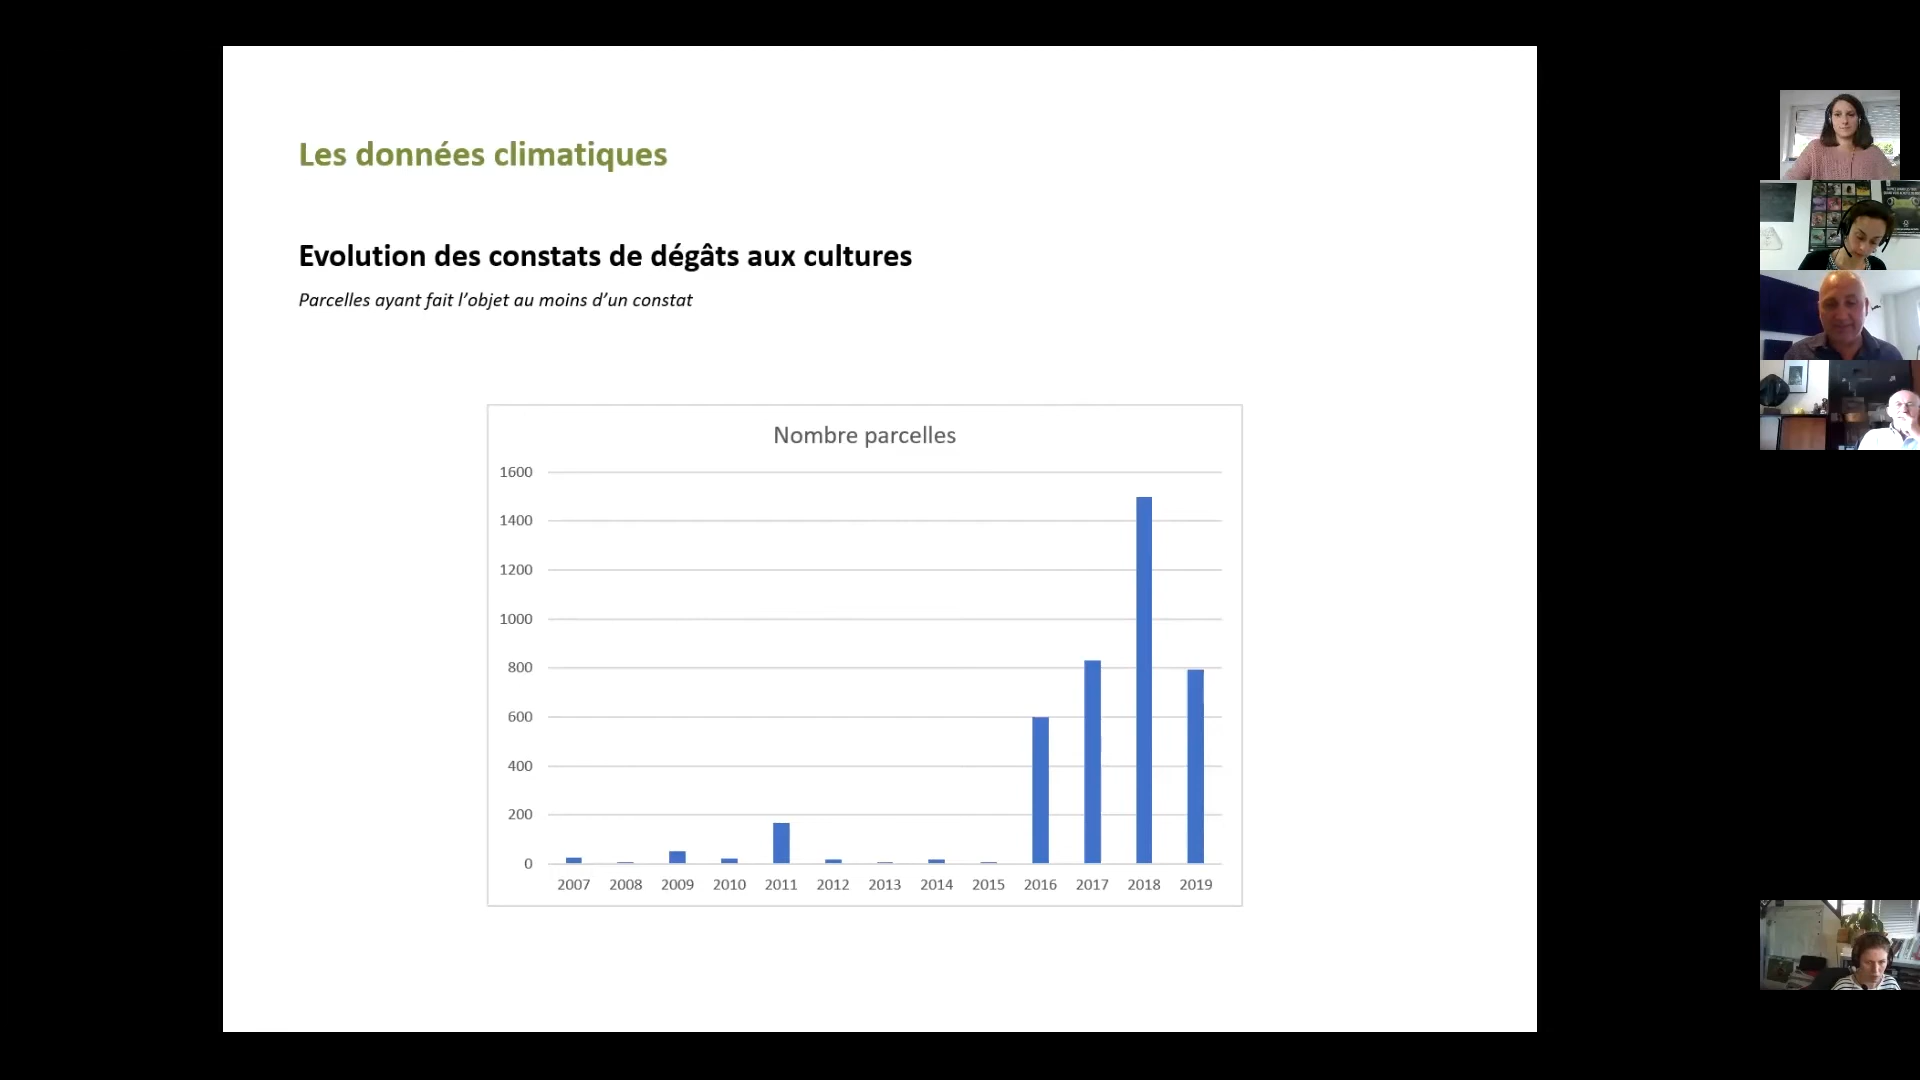 Les données climatiques
Evolution des constats de dégâts aux cultures
Parcelles ayant fait l’objet au moins d’un constat
Nombre parcelles
1600
1400
1200
1000
800
600
400
200
0
2007 2008 2009 2010 2011 2012 2013 2014 2015 2016 2017 2018 2019